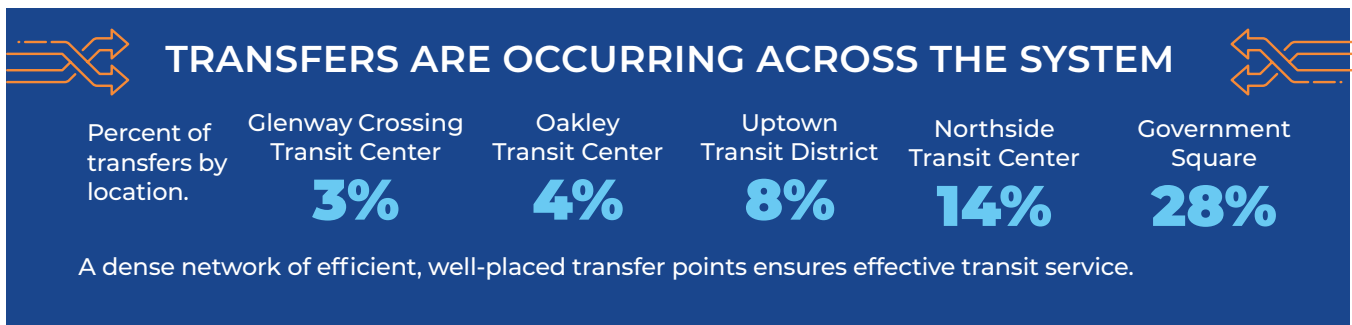 TRANSFERS ARE OCCURRING ACROSS THE SYSTEM
Percent of
transfers by
location.
Glenway Crossing
Transit Center
3%
Oakley
Transit Center
4%
Uptown
Transit District
8%
Northside
Transit Center
14%
Government
Square
28%
A dense network of efficient, well-placed transfer points ensures effective transit service.